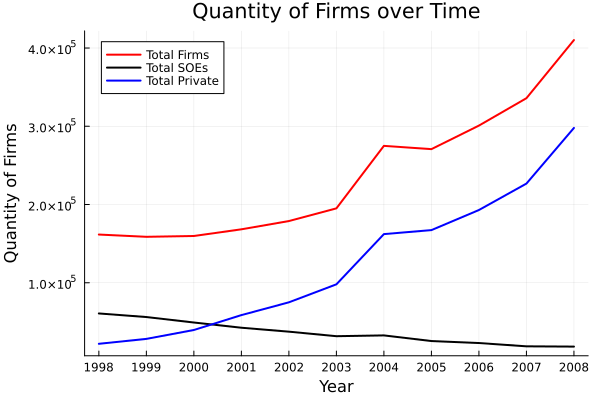 Quantity of Firms over Time
Quantity of Firms
4.0×10⁵
3.0×10⁵
2.0×10⁵
1.0×10⁵
Total Firms
Total SOEs
Total Private
1998 1999 2000 2001 2002 2003 2004 2005 2006 2007 2008
Year